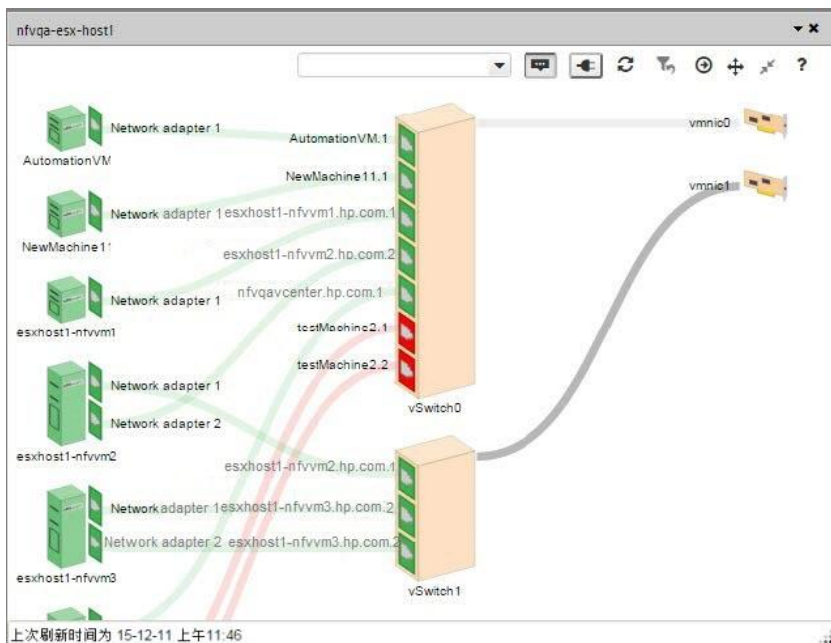 nfvqa-esx-host1
?
Network adapter 1
AutomationVM
AutomationVM.1
vmnic0
NewMachine11.1
vmnic1
Network adapter 1
esxhost1-nfvvm1.hp.com.1
NewMachine11
esxhost1-nfvvm2.hp.com.2
Network adapter 1
nfvqavcenter.hp.com.1
esxhost1-nfvvm1
testMachine2.1
testMachine2.2
Network adapter 1
vSwitch0
Network adapter 2
esxhost1-nfvvm2
esxhost1-nfvvm2.hp.com.1
Network adapter 1
esxhost1-nfvvm3.hp.com.2
Network adapter 2
esxhost1-nfvvm3.hp.com.2
esxhost1-nfvvm3
vSwitch1
上次刷新时间为 15-12-11 上午11:46